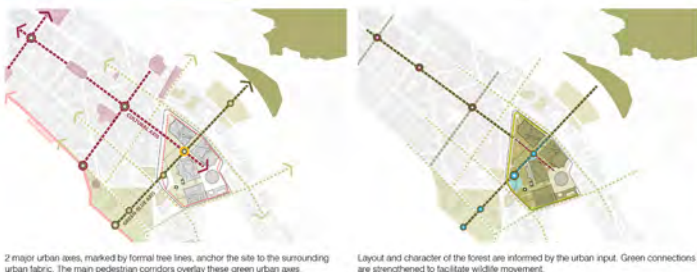 CULTURAL AXIS
2 major urban axes, marked by formal tree lines, anchor the site to the surrounding
urban fabric. The main pedestrian corridors overlay these green urban axes.
Layout and character of the forest are informed by the urban input. Green connections
are strengthened to facilitate wildlife movement.